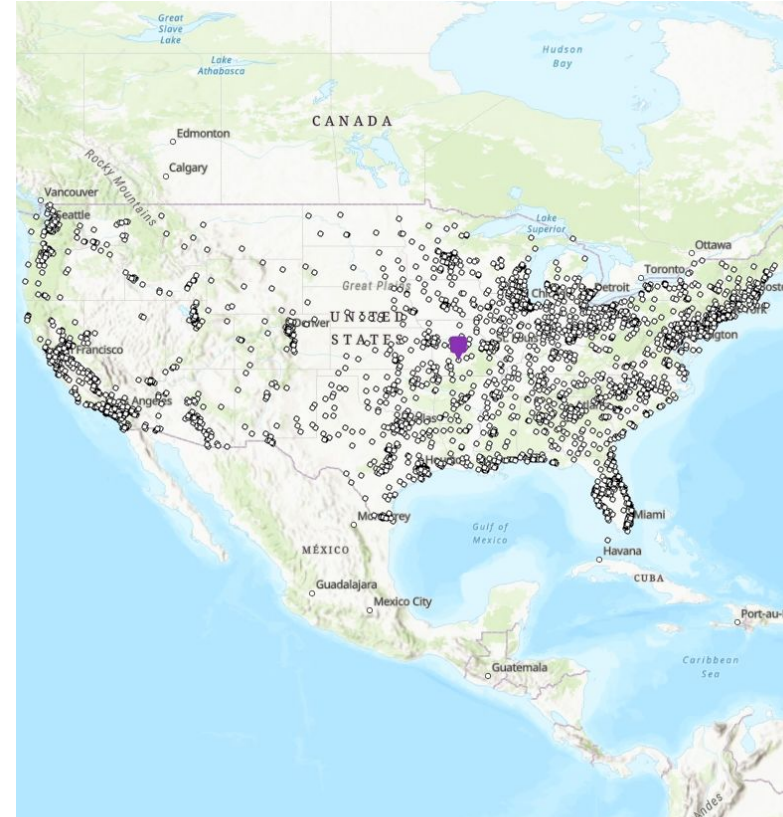 Great
Slave
Lake
Lake
Athabasca
Hudson
Bay
CANADA
Edmonton
Calgary
Rocky Mountains
Vancouver
Seattle
Lake
Superior
Ottawa
Toronto
Detroit
Great Plains
Denver
UNITED
STATES
Francisco
Angeles
Miami
Monterrey
Gulf of
Mexico
Havana
MÉXICO
CUBA
Guadalajara
Mexico City
Port-au-
Guatemala
Caribbean
Sea
Andes